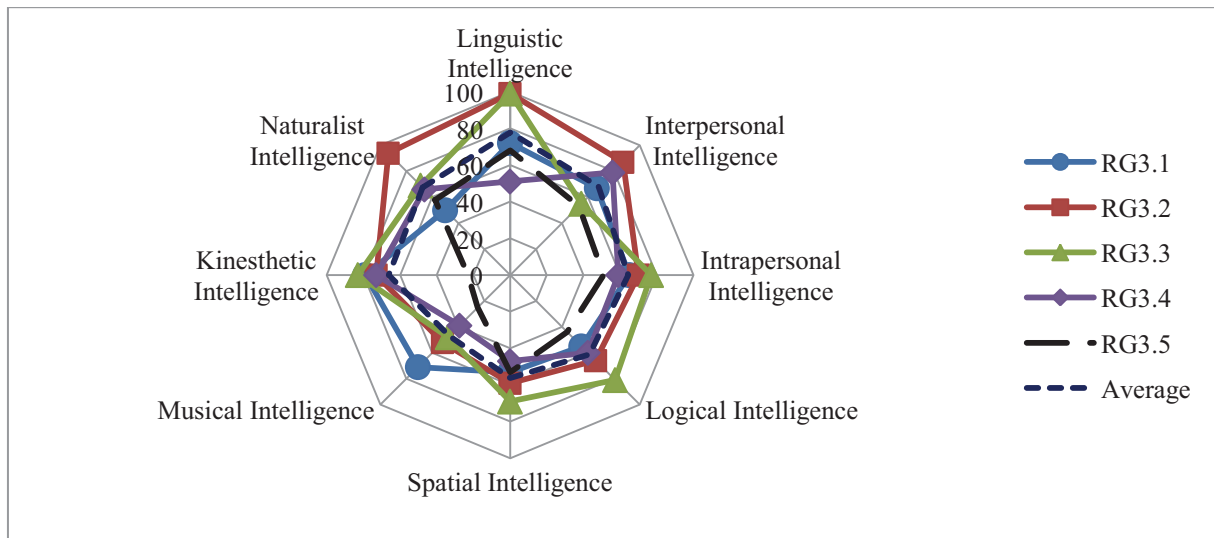 Linguistic
Intelligence
100
80
60
40
20
0
Interpersonal
Intelligence
Intrapersonal
Intelligence
Logical Intelligence
Spatial Intelligence
Musical Intelligence
Kinesthetic
Intelligence
Naturalist
Intelligence
RG3.1
RG3.2
RG3.3
RG3.4
RG3.5
Average